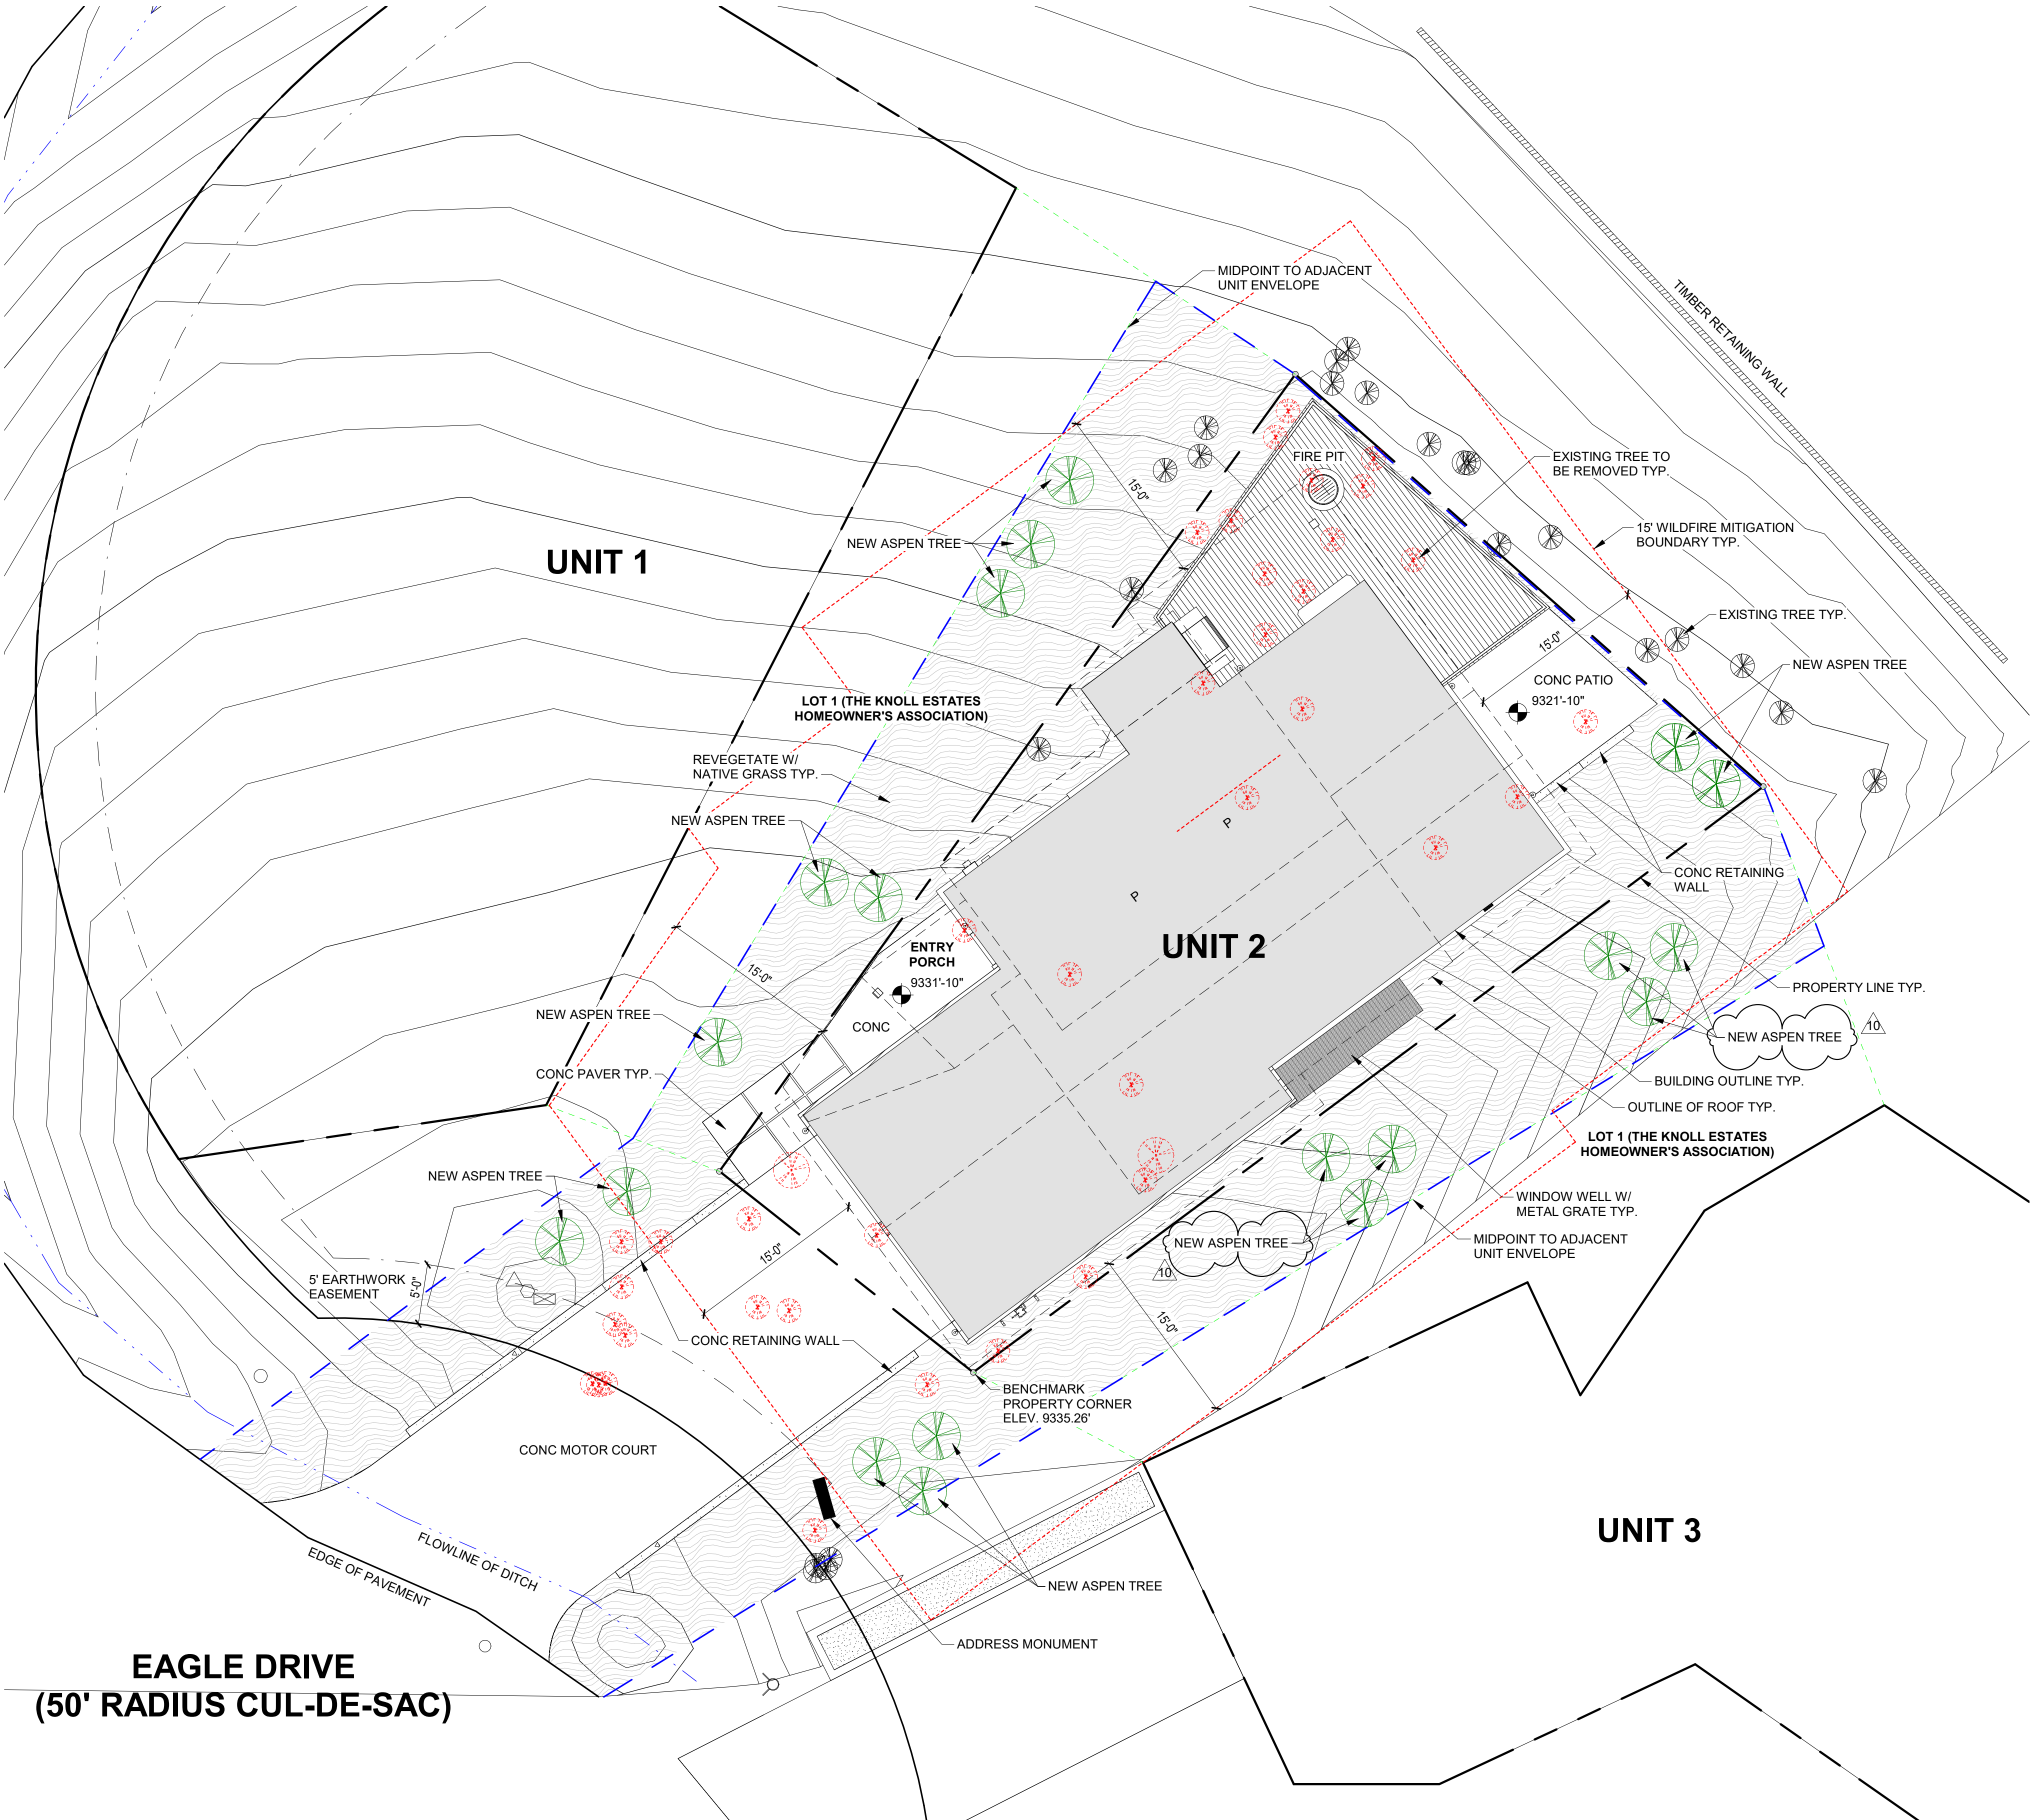 MIDPOINT TO ADJACENT
UNIT ENVELOPE
TIMBER RETAINING WALL
FIRE PIT
EXISTING TREE TO
BE REMOVED TYP.
15'-0"
15' WILDFIRE MITIGATION
BOUNDARY TYP.
NEW ASPEN TREE
UNIT 1
EXISTING TREE TYP.
15'-0"
NEW ASPEN TREE
CONC PATIO
9321'-10"
LOT 1 (THE KNOLL ESTATES
HOMEOWNER'S ASSOCIATION)
REVEGETATE W/
NATIVE GRASS TYP.
NEW ASPEN TREE
P
P
CONC RETAINING
WALL
ENTRY
PORCH
9331'-10"
UNIT 2
15'-0"
PROPERTY LINE TYP.
NEW ASPEN TREE
CONC
NEW ASPEN TREE
10
CONC PAVER TYP.
BUILDING OUTLINE TYP.
OUTLINE OF ROOF TYP.
LOT 1 (THE KNOLL ESTATES
HOMEOWNER'S ASSOCIATION)
NEW ASPEN TREE
WINDOW WELL W/
METAL GRATE TYP.
NEW ASPEN TREE
10
MIDPOINT TO ADJACENT
UNIT ENVELOPE
15'-0"
5' EARTHWORK
EASEMENT
5'-0"
CONC RETAINING WALL
15'-0"
BENCHMARK
PROPERTY CORNER
ELEV. 9335.26'
CONC MOTOR COURT
UNIT 3
FLOWLINE OF DITCH
EDGE OF PAVEMENT
NEW ASPEN TREE
ADDRESS MONUMENT
EAGLE DRIVE
(50' RADIUS CUL-DE-SAC)